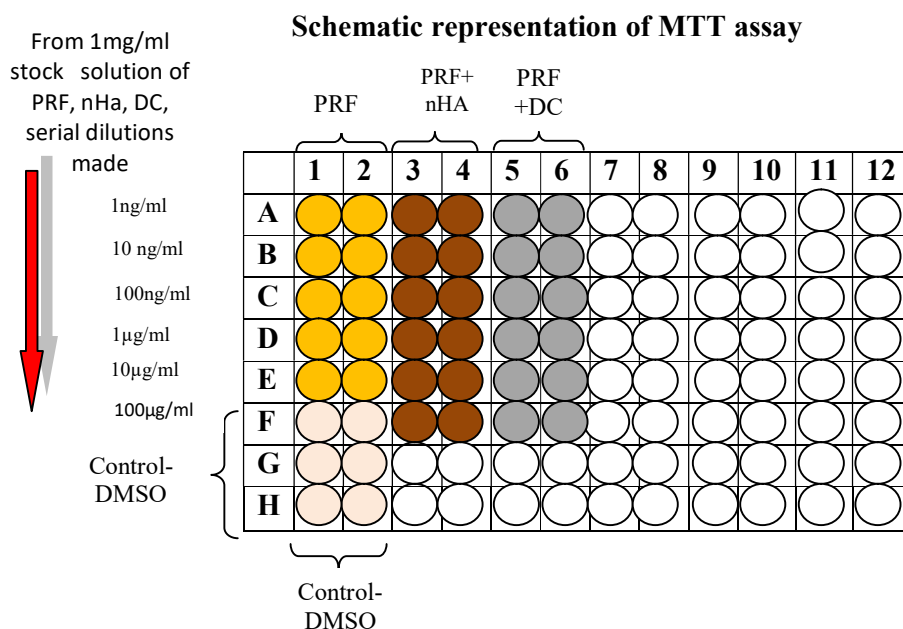 Schematic representation of MTT assay
From 1mg/ml
stock solution of
PRF, nHa, DC,
serial dilutions
made
PRF
PRF+
nHA
PRF
+DC
1 2 3 4 5 6 7 8 9 10 11 12
1ng/ml
A
10 ng/ml
B
100ng/ml
C
1µg/ml
D
10µg/ml
E
100µg/ml
F
Control-
DMSO
G
H
Control-
DMSO